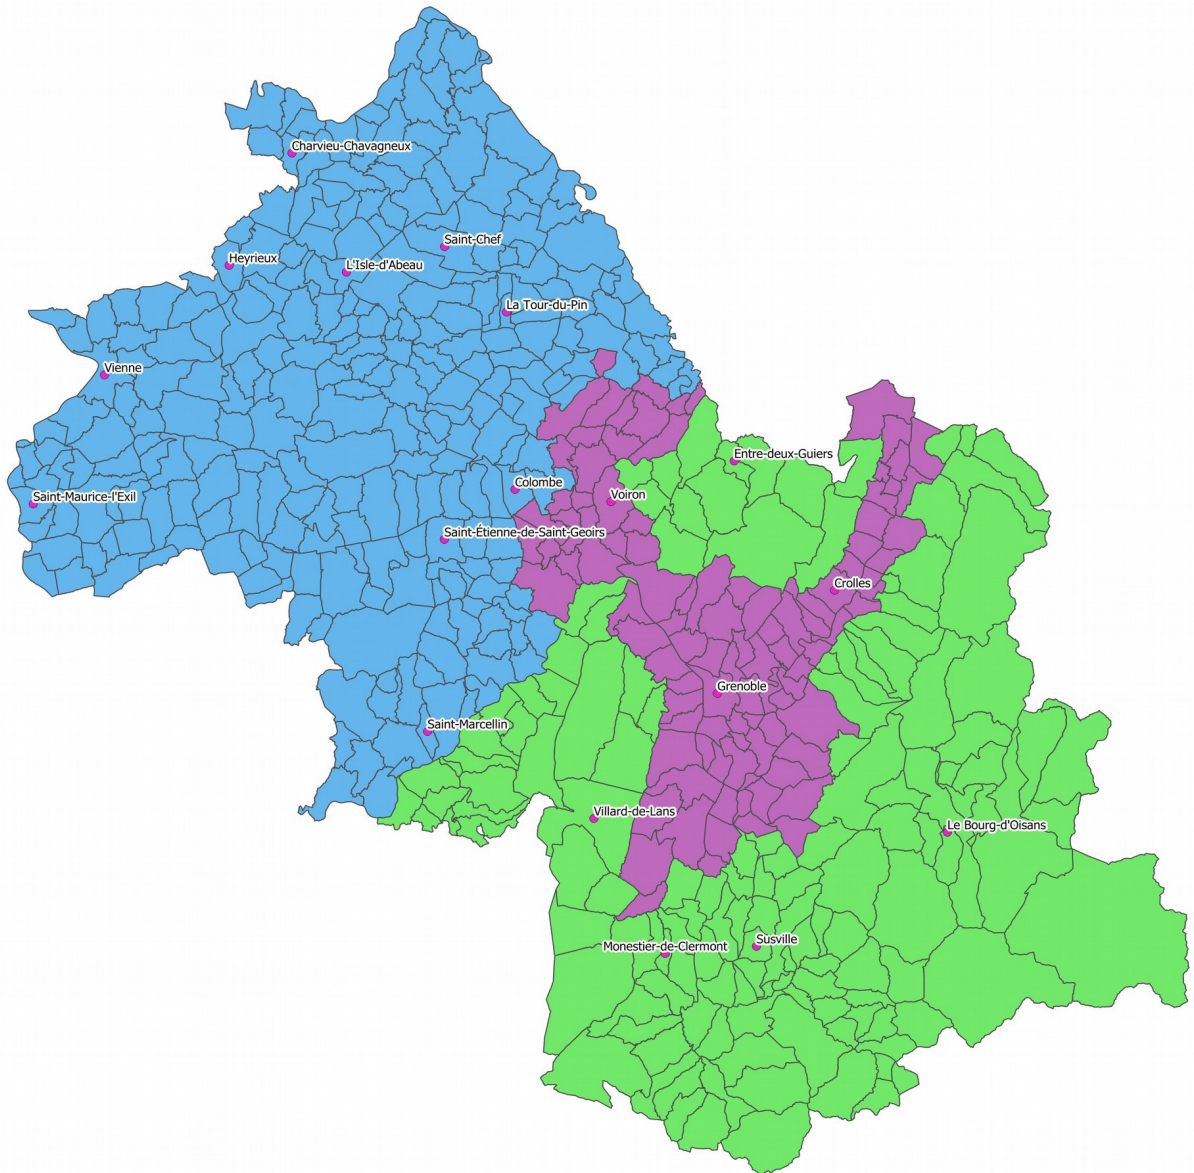 Charvieu-Chavagneux
Saint-Chef
Heyrieux
L'Isle-d'Abeau
La Tour-du-Pin
Vienne
Entre-deux-Guiers
Colombe
Voiron
Saint-Maurice-l'Exil
Saint-Étienne-de-Saint-Geoirs
Crolles
Grenoble
Saint-Marcellin
Villard-de-Lans
Le Bourg-d'Oisans
Susville
Monestier-de-Clermont